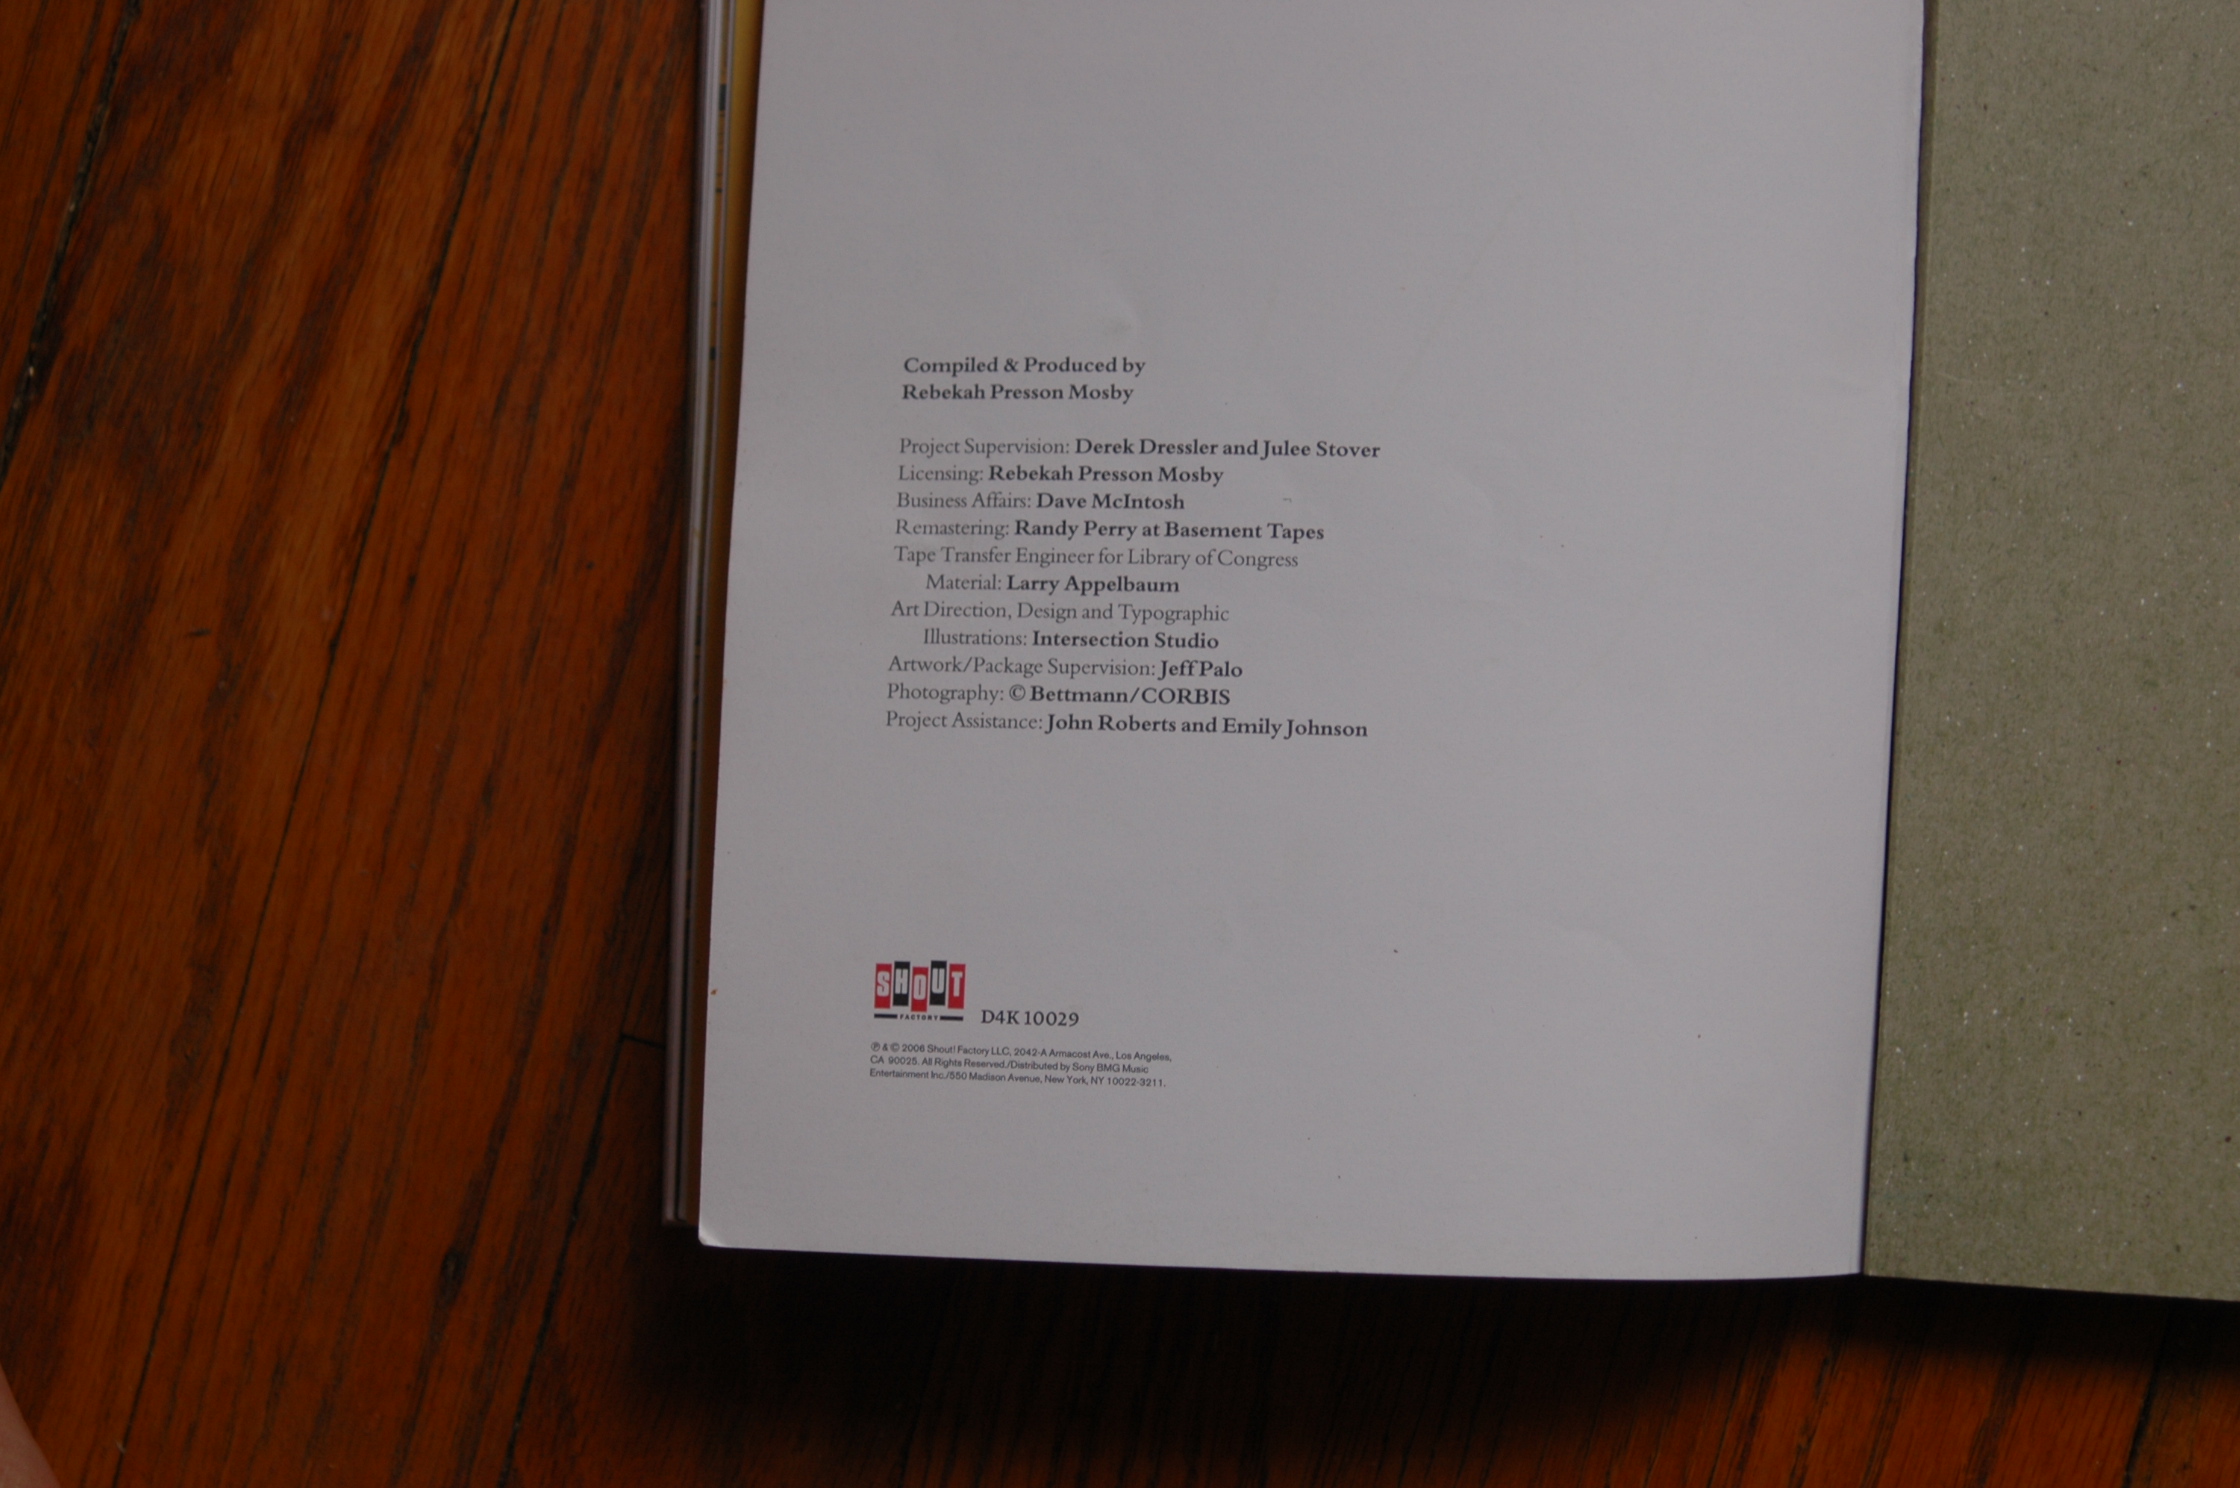 Compiled & Produced by
Rebekah Presson Mosby
Project Supervision: Derek Dressler and Julee Stover
Licensing: Rebekah Presson Mosby
Business Affairs: Dave McIntosh
Remastering: Randy Perry at Basement Tapes
Tape Transfer Engineer for Library of Congress
Material: Larry Appelbaum
Art Direction, Design and Typographic
Illustrations: Intersection Studio
Artwork/Package Supervision: Jeff Palo
Photography: © Bettmann/CORBIS
Project Assistance: John Roberts and Emily Johnson
SHOUT
FACTORY
D4K 10029
℗ & © 2006 Shout! Factory LLC, 2042-A Armacost Ave., Los Angeles,
CA 90025. All Rights Reserved./Distributed by Sony BMG Music
Entertainment Inc./550 Madison Avenue, New York, NY 10022-3211.